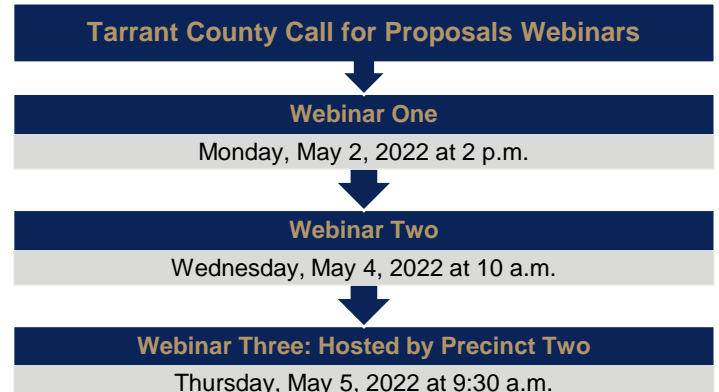 Tarrant County Call for Proposals Webinars
Webinar One
Monday, May 2, 2022 at 2 p.m.
Webinar Two
Wednesday, May 4, 2022 at 10 a.m.
Webinar Three: Hosted by Precinct Two
Thursday, May 5, 2022 at 9:30 a.m.